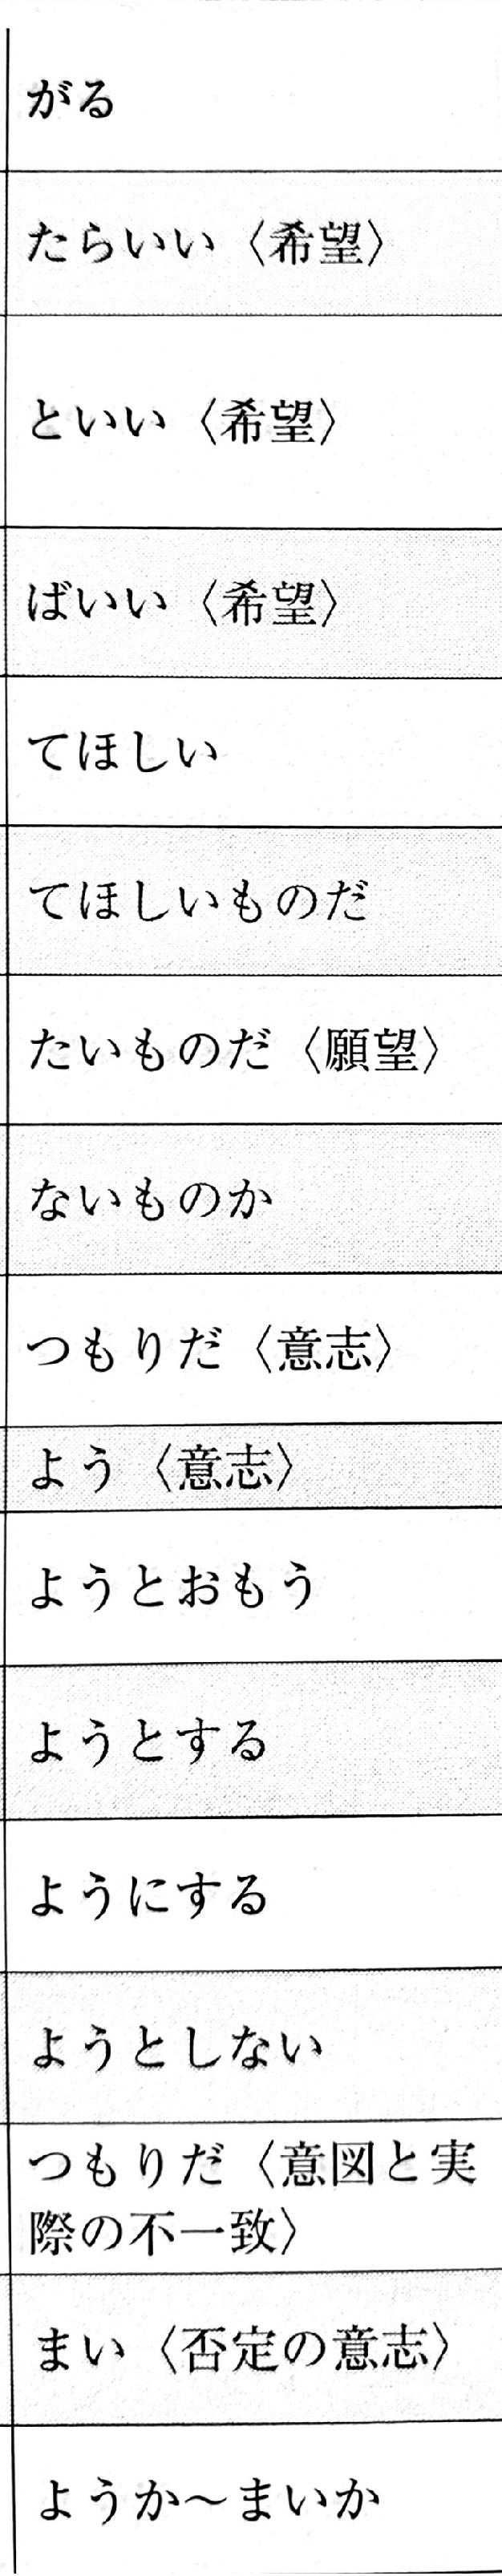 がる
たらいい〈希望〉
といい〈希望〉
ばいい〈希望〉
てほしい
てほしいものだ
たいものだ〈願望〉
ないものか
つもりだ〈意志〉
よう〈意志〉
ようとおもう
ようとする
ようにする
ようとしない
つもりだ〈意図と実
際の不一致〉
まい〈否定の意志〉
ようか～まいか